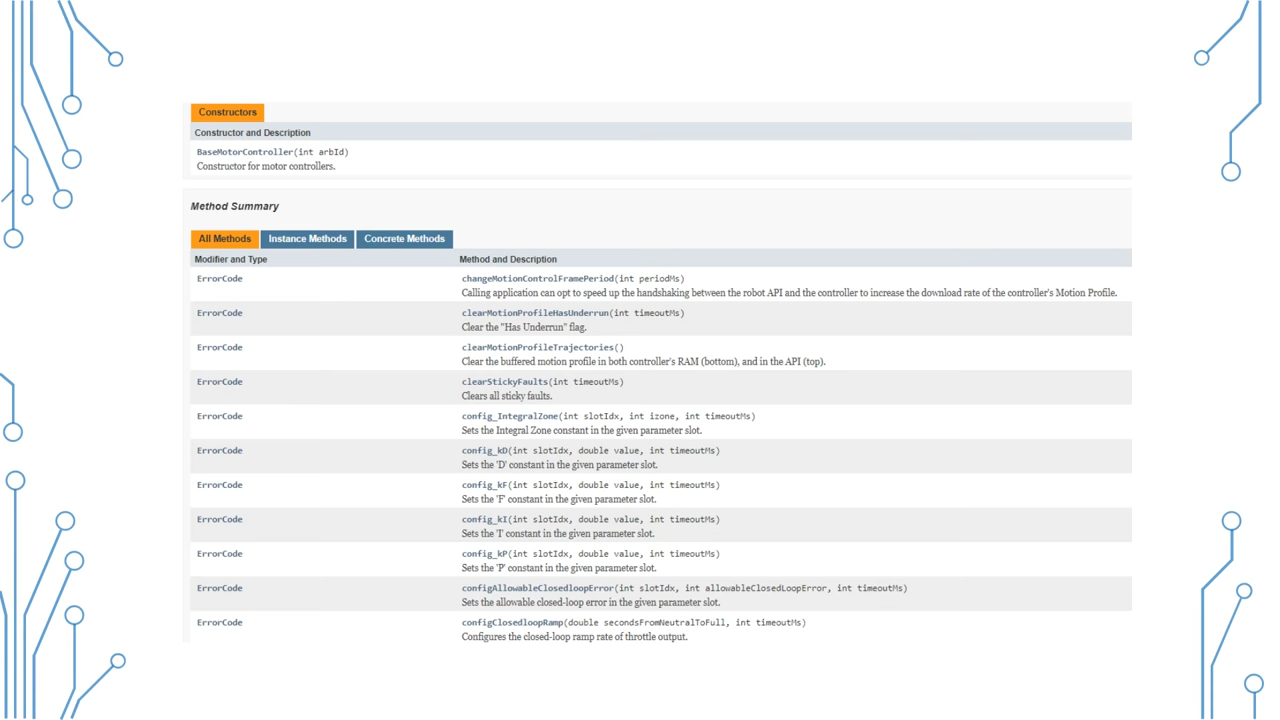 Constructors
Constructor and Description
BaseMotorController(int arbId)
Constructor for motor controllers.
Method Summary
All Methods Instance Methods Concrete Methods
Modifier and Type Method and Description
ErrorCode changeMotionControlFramePeriod(int periodMs)
Calling application can opt to speed up the handshaking between the robot API and the controller to increase the download rate of the controller's Motion Profile.
ErrorCode clearMotionProfileHasUnderrun(int timeoutMs)
Clear the "Has Underrun" flag.
ErrorCode clearMotionProfileTrajectories()
Clear the buffered motion profile in both controller's RAM (bottom), and in the API (top).
ErrorCode clearStickyFaults(int timeoutMs)
Clears all sticky faults.
ErrorCode config_IntegralZone(int slotIdx, int izone, int timeoutMs)
Sets the Integral Zone constant in the given parameter slot.
ErrorCode config_kD(int slotIdx, double value, int timeoutMs)
Sets the 'D' constant in the given parameter slot.
ErrorCode config_kF(int slotIdx, double value, int timeoutMs)
Sets the 'F' constant in the given parameter slot.
ErrorCode config_kI(int slotIdx, double value, int timeoutMs)
Sets the 'I' constant in the given parameter slot.
ErrorCode config_kP(int slotIdx, double value, int timeoutMs)
Sets the 'P' constant in the given parameter slot.
ErrorCode configAllowableClosedloopError(int slotIdx, int allowableClosedLoopError, int timeoutMs)
Sets the allowable closed-loop error in the given parameter slot.
ErrorCode configClosedloopRamp(double secondsFromNeutralToFull, int timeoutMs)
Configures the closed-loop ramp rate of throttle output.